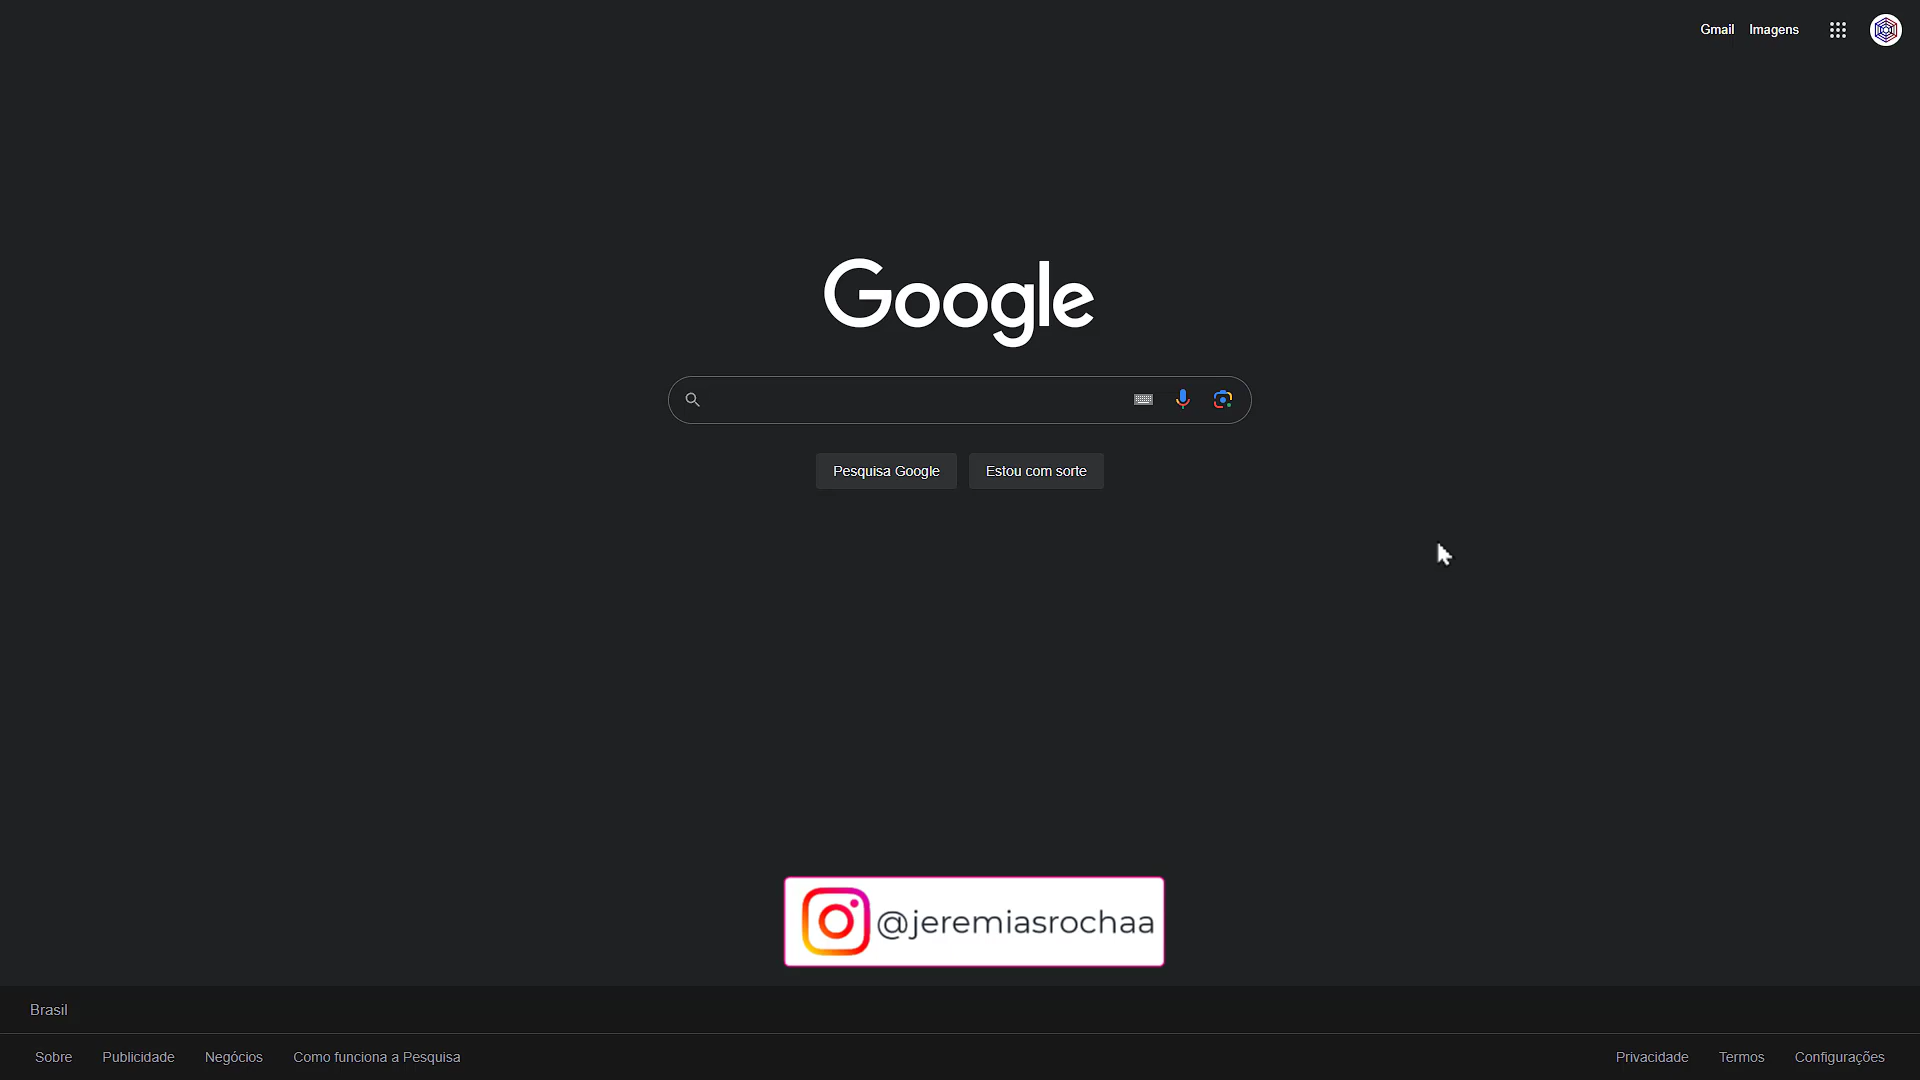 Gmail Imagens
Google
Pesquisa Google Estou com sorte
@jeremiasrochaa
Brasil
Sobre Publicidade Negócios Como funciona a Pesquisa Privacidade Termos Configurações